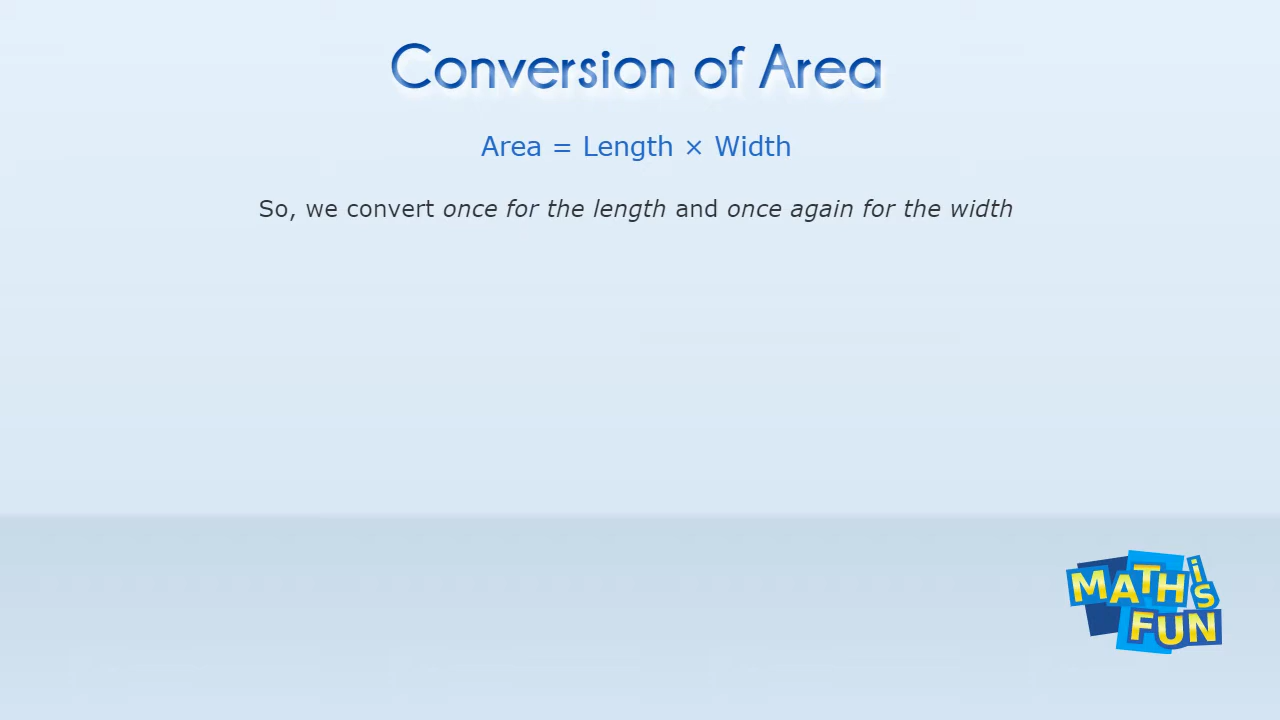 Conversion of Area
Area = Length × Width
So, we convert once for the length and once again for the width
MATH is
FUN